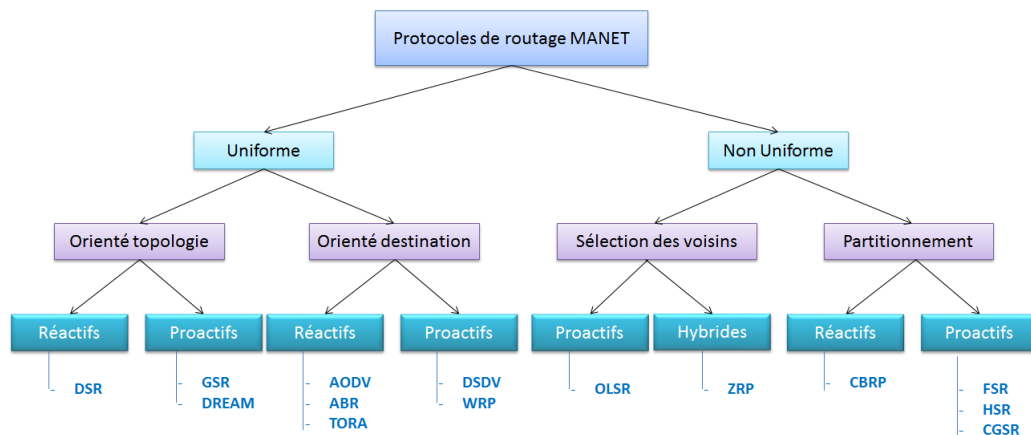 Protocoles de routage MANET
Uniforme
Non Uniforme
Orienté topologie
Orienté destination
Sélection des voisins
Partitionnement
Réactifs
Proactifs
Réactifs
Proactifs
Proactifs
Hybrides
Réactifs
Proactifs
- DSR
- GSR
- DREAM
- AODV
- ABR
- TORA
- DSDV
- WRP
- OLSR
- ZRP
- CBRP
- FSR
- HSR
- CGSR